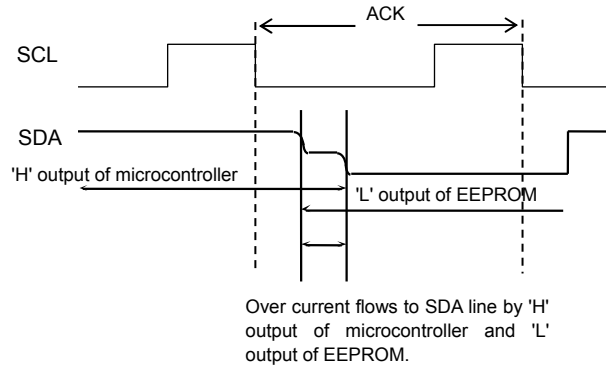 ACK
SCL
SDA
'H' output of microcontroller
'L' output of EEPROM
Over current flows to SDA line by 'H'
output of microcontroller and 'L'
output of EEPROM.